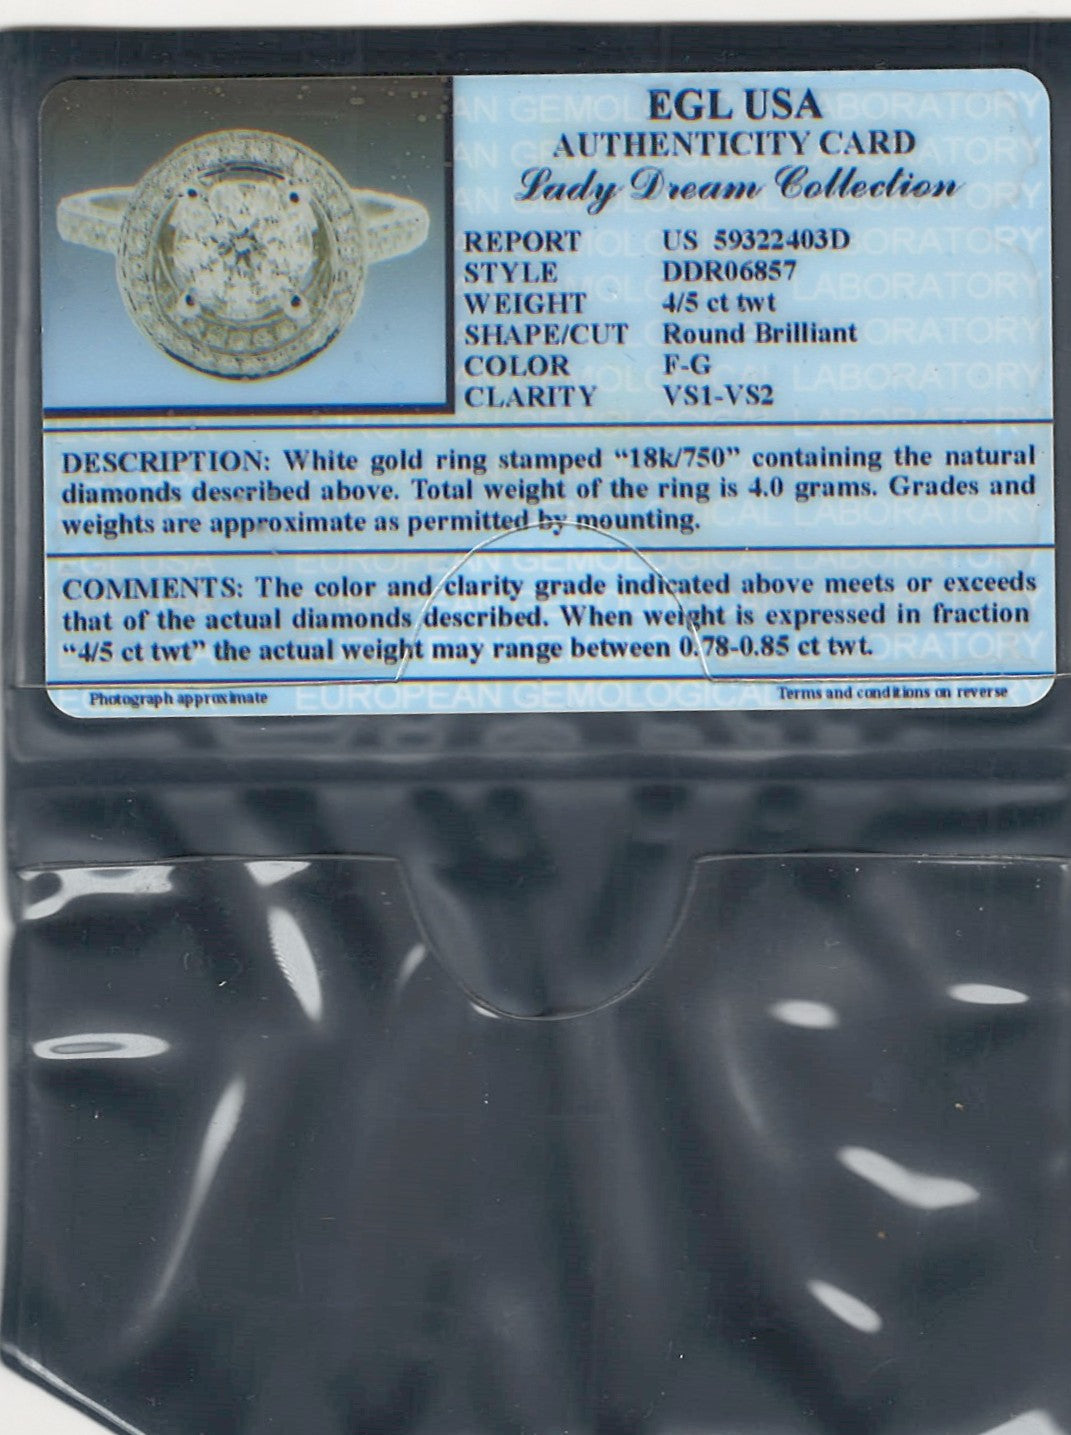 EGL USA
AUTHENTICITY CARD
Lady Dream Collection
REPORT US 59322403D
STYLE DDR06857
WEIGHT 4/5 ct twt
SHAPE/CUT Round Brilliant
COLOR F-G
CLARITY VS1-VS2
DESCRIPTION: White gold ring stamped “18k/750” containing the natural
diamonds described above. Total weight of the ring is 4.0 grams. Grades and
weights are approximate as permitted by mounting.
COMMENTS: The color and clarity grade indicated above meets or exceeds
that of the actual diamonds described. When weight is expressed in fraction
“4/5 ct twt” the actual weight may range between 0.78-0.85 ct twt.
Photograph approximate
EUROPEAN GEMOLOGICAL LABORATORY
Terms and conditions on reverse